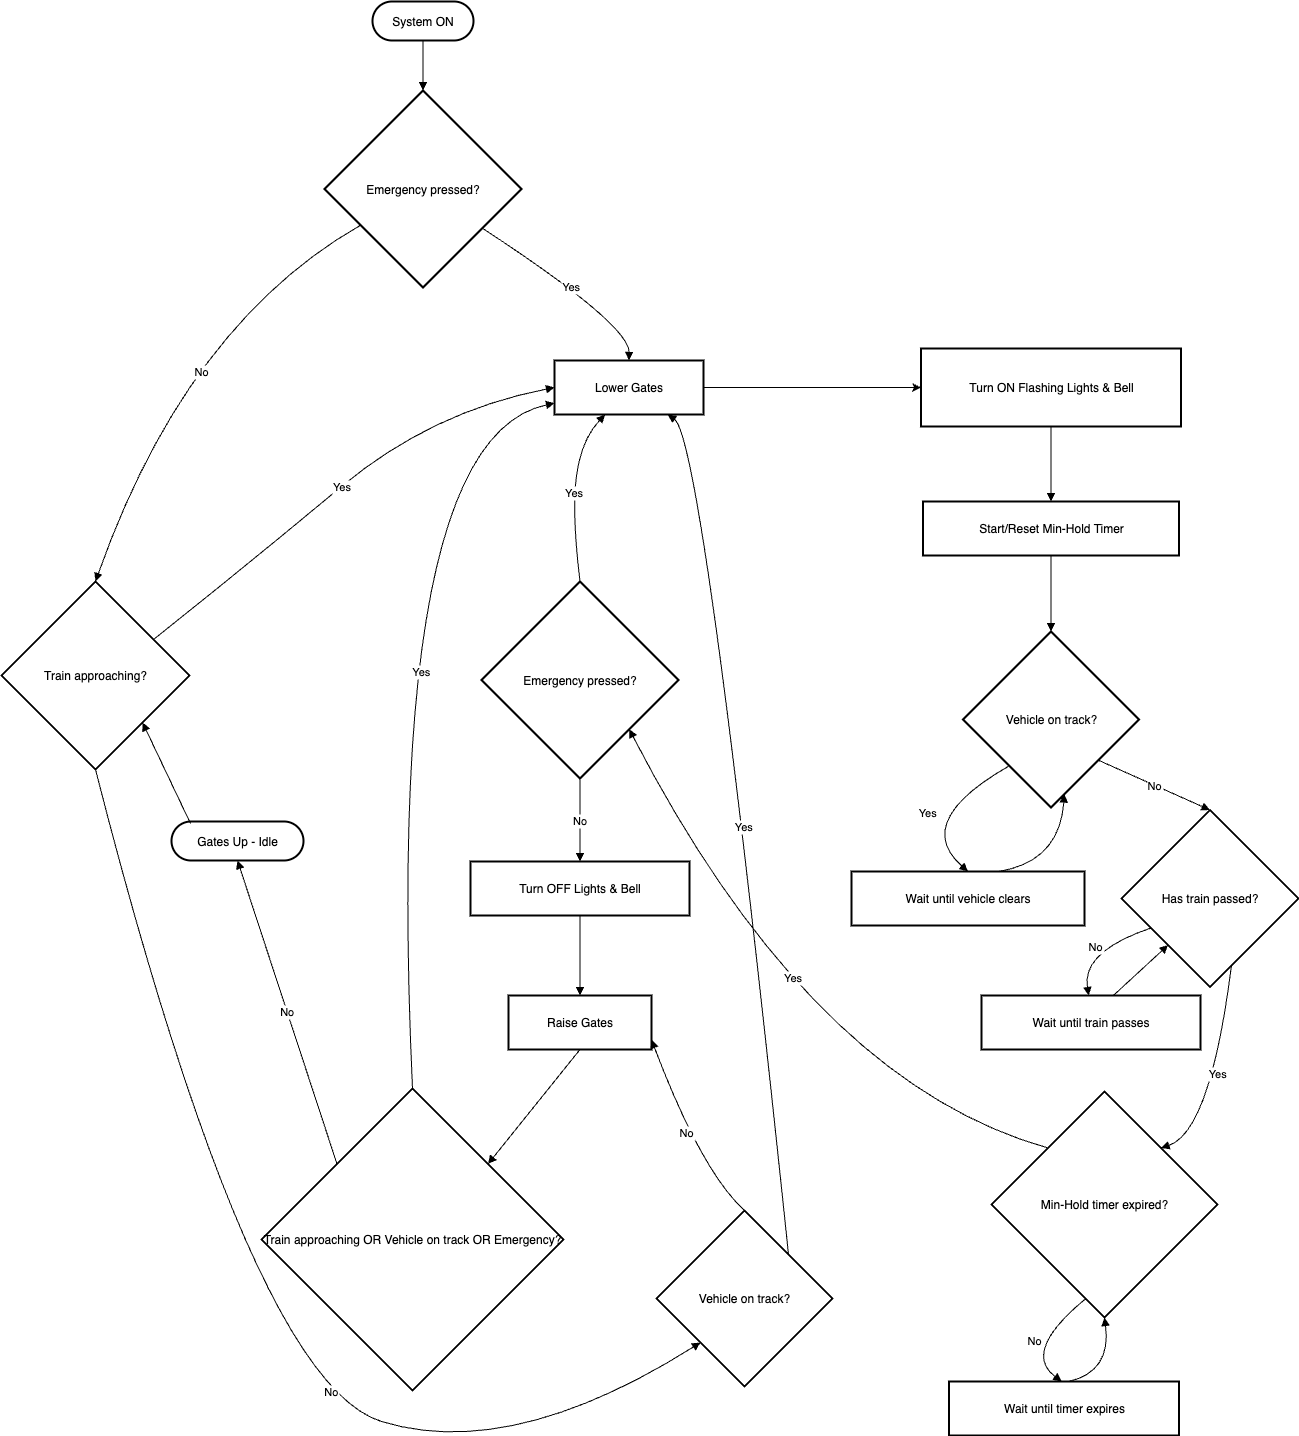 System ON
Emergency pressed?
Yes
No
Lower Gates
Turn ON Flashing Lights & Bell
Yes
Yes
Start/Reset Min-Hold Timer
Train approaching?
Yes
Emergency pressed?
Vehicle on track?
No
Yes
No
Yes
Gates Up - Idle
Turn OFF Lights & Bell
Wait until vehicle clears
Has train passed?
No
Yes
No
Raise Gates
Wait until train passes
Yes
No
Min-Hold timer expired?
Train approaching OR Vehicle on track OR Emergency?
Vehicle on track?
No
No
Wait until timer expires